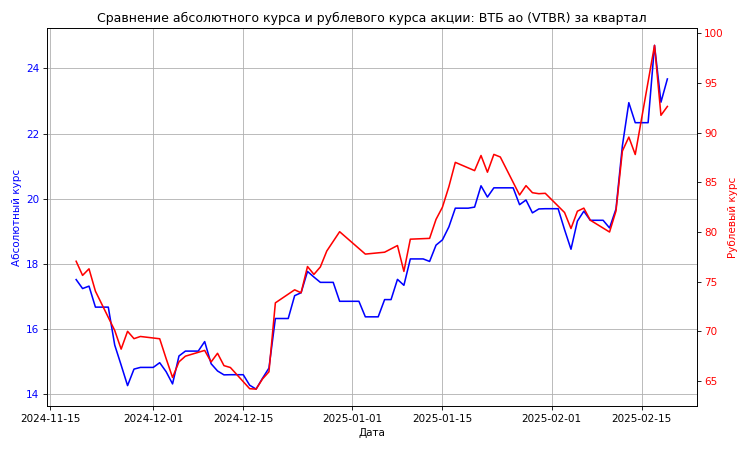 Сравнение абсолютного курса и рублевого курса акции: ВТБ ао (VTBR) за квартал
Абсолютный курс
24
22
20
18
16
14
100
95
90
85
80
75
70
65
Рублевый курс
2024-11-15 2024-12-01 2024-12-15 2025-01-01 2025-01-15 2025-02-01 2025-02-15
Дата